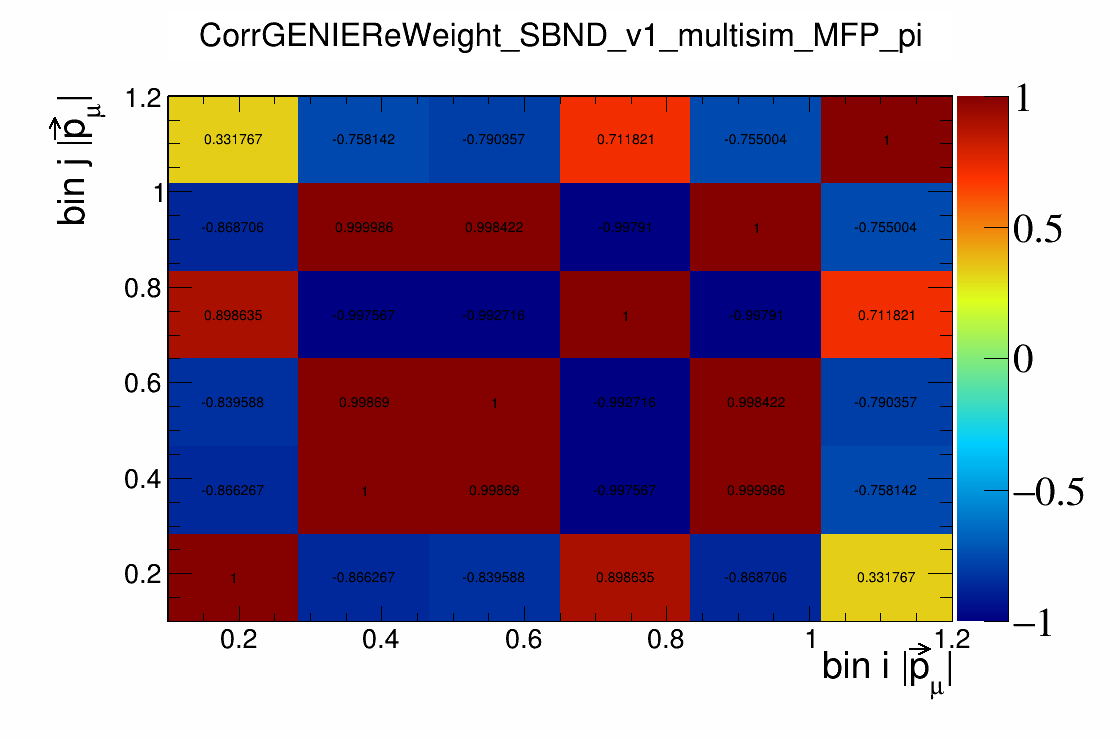 CorrGENIEReWeight_SBND_v1_multisim_MFP_pi
bin j |p⃗μ|
1.2
1
0.8
0.6
0.4
0.2
0.331767 -0.758142 -0.790357 0.711821 -0.755004 1
-0.868706 0.999986 0.998422 -0.99791 1 -0.755004
0.898635 -0.997567 -0.992716 1 -0.99791 0.711821
-0.839588 0.99869 1 -0.992716 0.998422 -0.790357
-0.866267 1 0.99869 -0.997567 0.999986 -0.758142
1 -0.866267 -0.839588 0.898635 -0.868706 0.331767
1
0.5
0
−0.5
−1
0.2 0.4 0.6 0.8 1 1.2
bin i |p⃗μ|